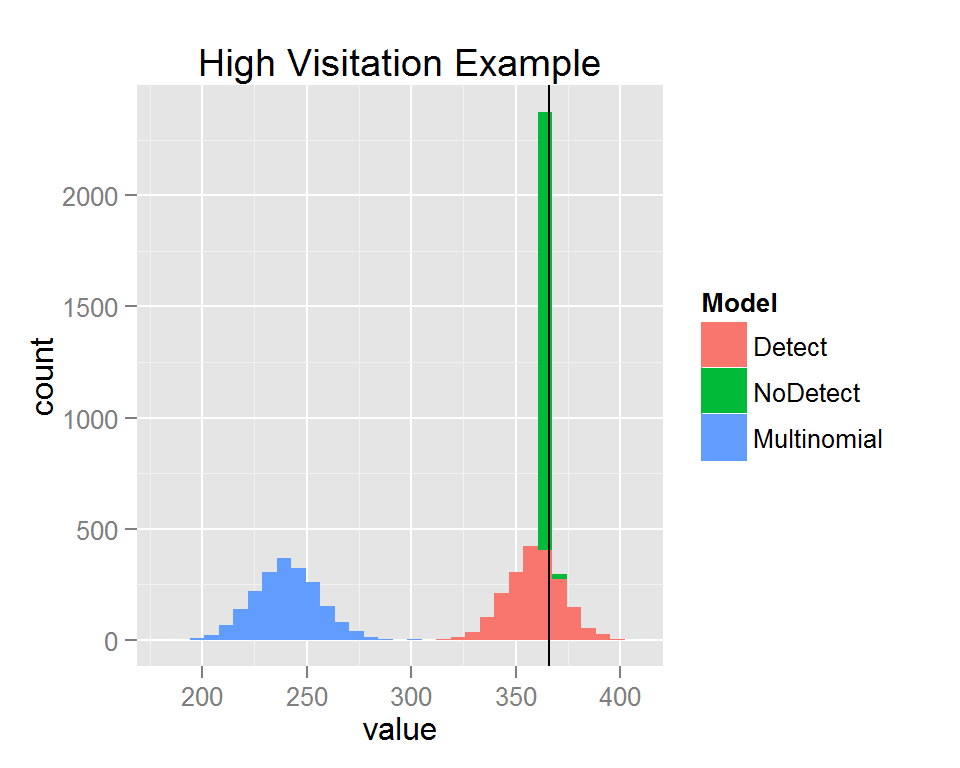 High Visitation Example
count
2000
1500
1000
500
0
200 250 300 350 400
value
Model
Detect
NoDetect
Multinomial